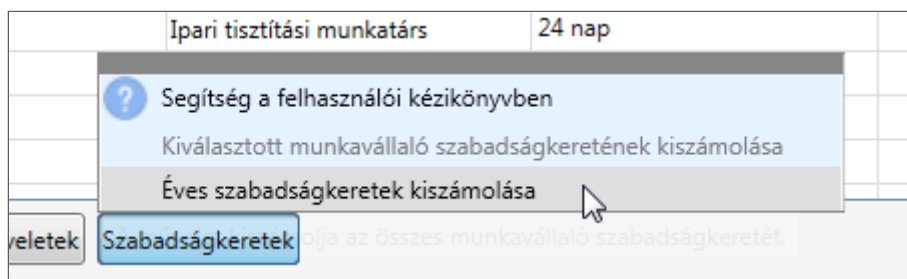 Ipari tisztítási munkatárs 24 nap
Segítség a felhasználói kézikönyvben
Kiválasztott munkavállaló szabadságkeretének kiszámolása
Éves szabadságkeretek kiszámolása
veletek Szabadságkeretek olja az összes munkavállaló szabadságkeretét.